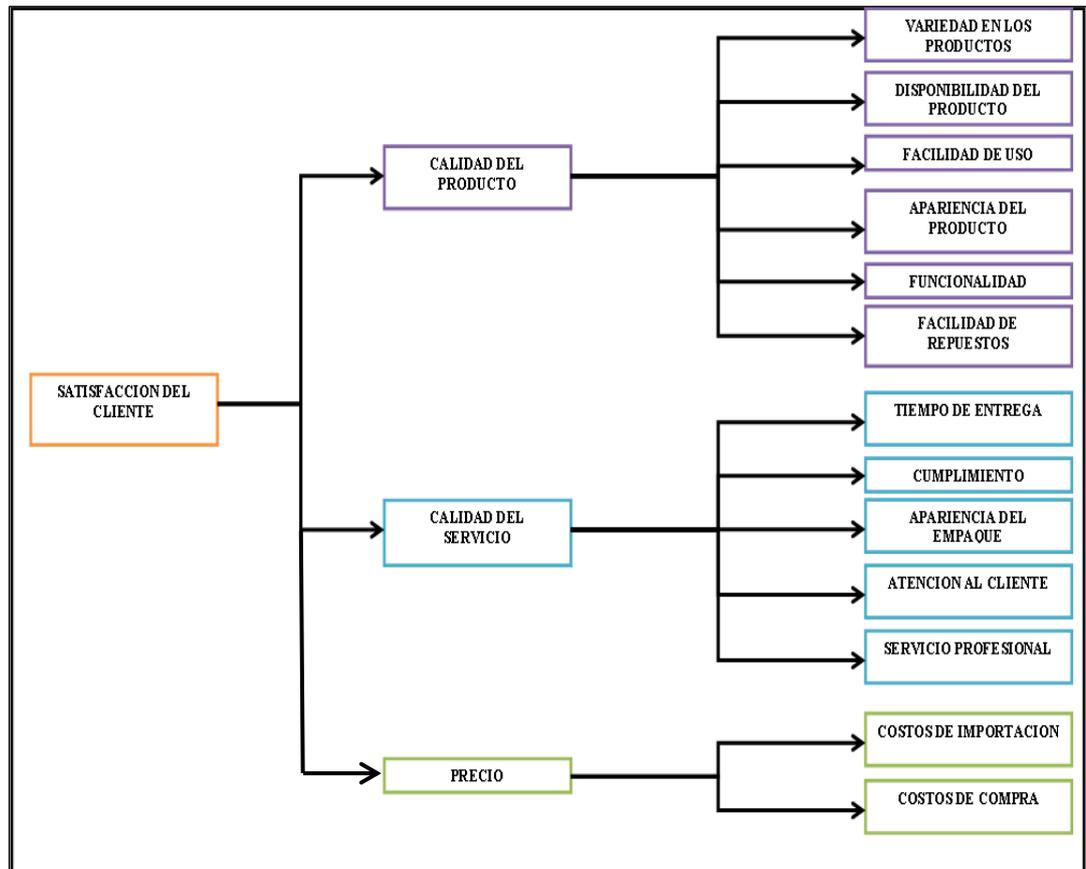 VARIEDAD EN LOS
PRODUCTOS
DISPONIBILIDAD DEL
PRODUCTO
FACILIDAD DE USO
APARIENCIA DEL
PRODUCTO
FUNCIONALIDAD
FACILIDAD DE
REPUESTOS
CALIDAD DEL
PRODUCTO
SATISFACCION DEL
CLIENTE
TIEMPO DE ENTREGA
CUMPLIMIENTO
APARIENCIA DEL
EMPAQUE
ATENCION AL CLIENTE
SERVICIO PROFESIONAL
CALIDAD DEL
SERVICIO
COSTOS DE IMPORTACION
COSTOS DE COMPRA
PRECIO